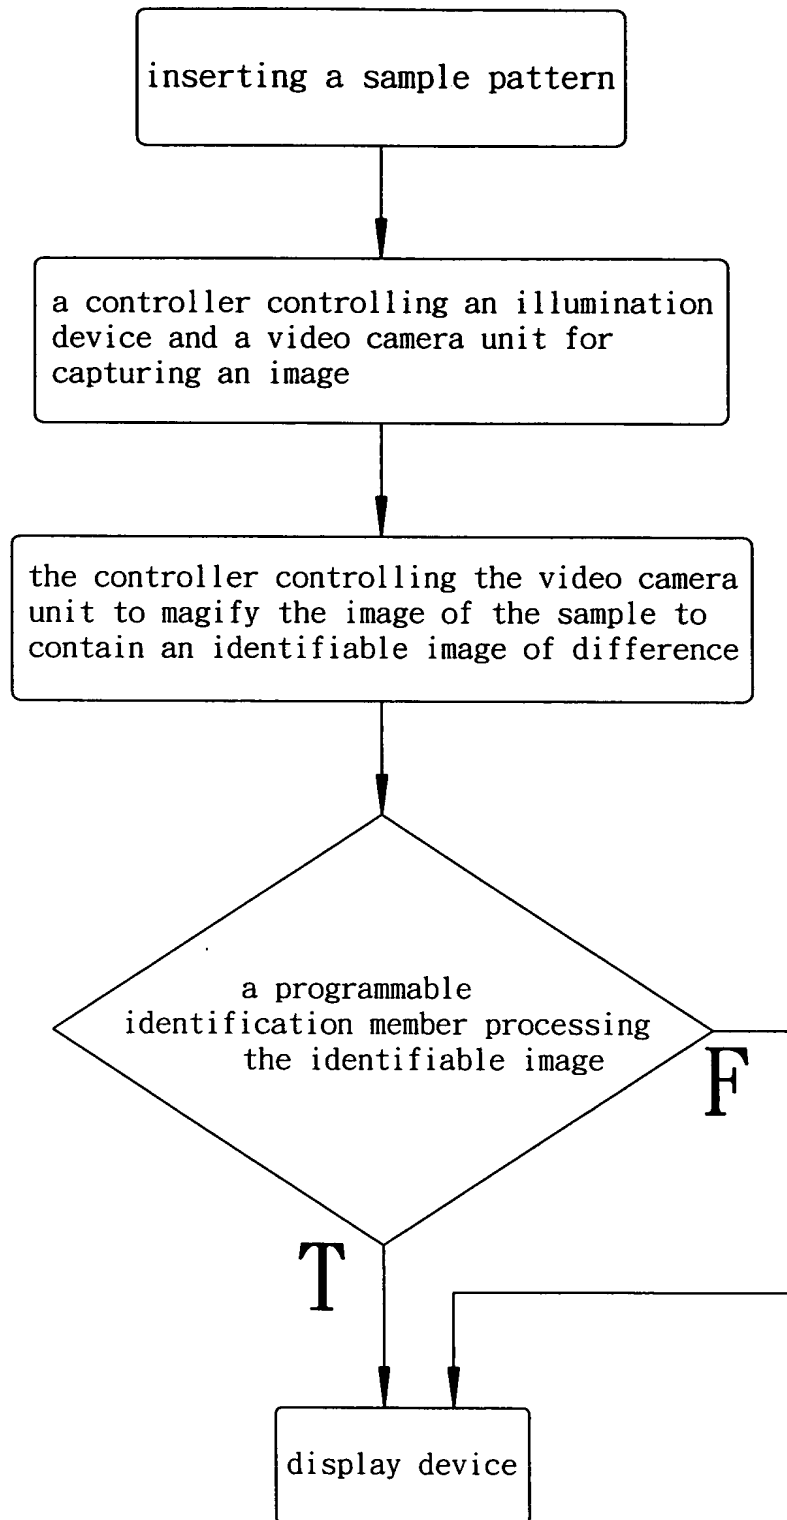 inserting a sample pattern
a controller controlling an illumination
device and a video camera unit for
capturing an image
the controller controlling the video camera
unit to magify the image of the sample to
contain an identifiable image of difference
a programmable
identification member processing
the identifiable image
F
T
display device